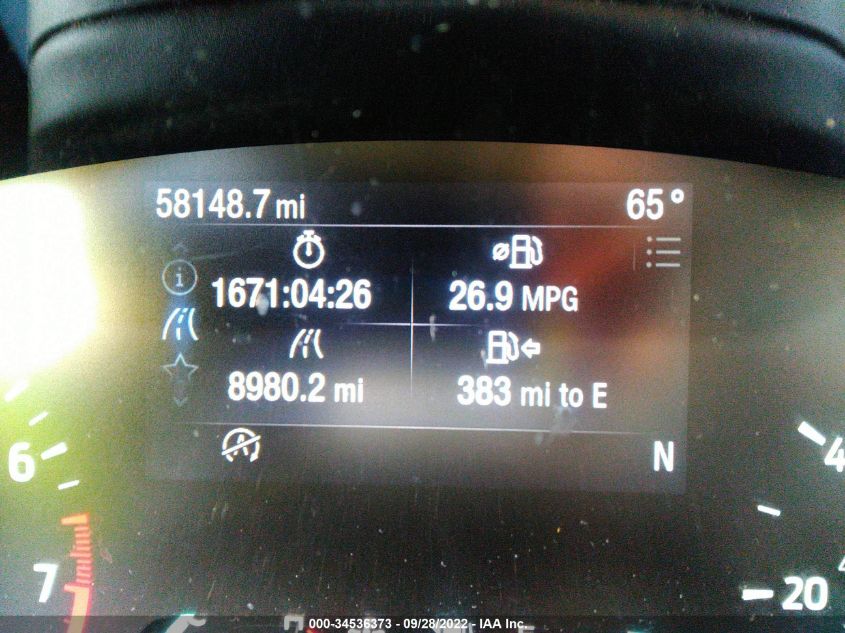 58148.7 mi 65°
1671:04:26 26.9 MPG
8980.2 mi 383 mi to E
N
6
7
4
20
000-34536373 - 09/28/2022 - IAA Inc.